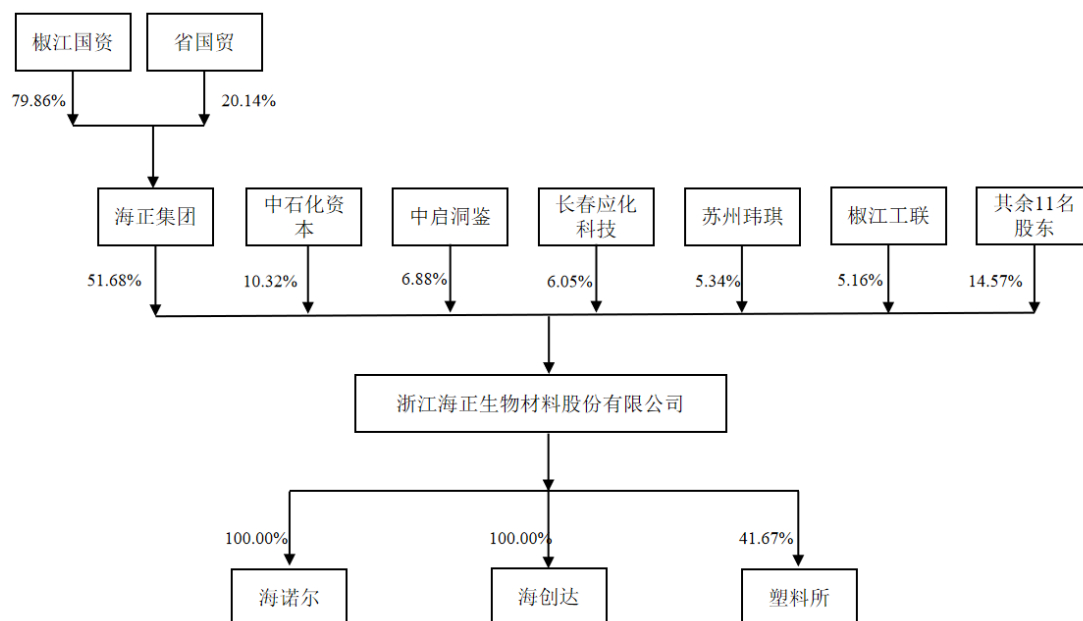 椒江国资
省国贸
79.86%
20.14%
海正集团
中石化资
本
中启洞鉴
长春应化
科技
苏州玮琪
椒江工联
其余11名
股东
51.68%
10.32%
6.88%
6.05%
5.34%
5.16%
14.57%
浙江海正生物材料股份有限公司
100.00%
100.00%
41.67%
海诺尔
海创达
塑料所